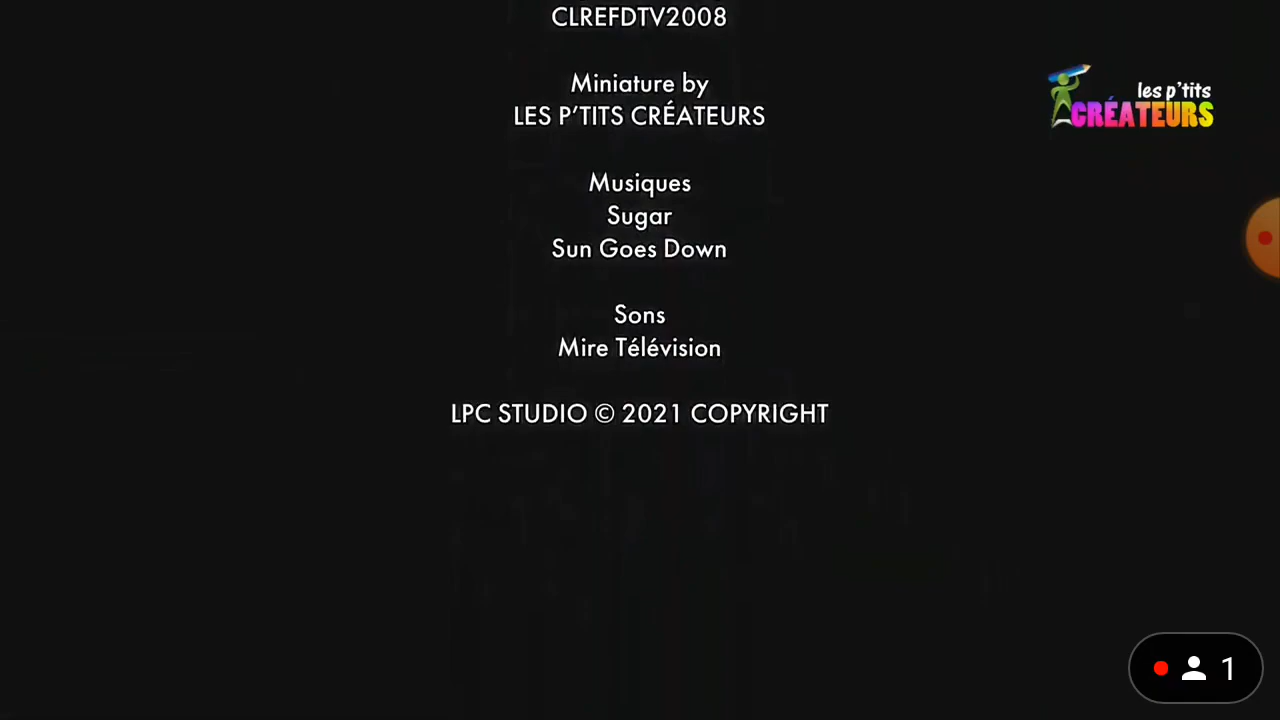 CLREFDTV2008
Miniature by
LES P'TITS CRÉATEURS
les p'tits
CRÉATEURS
Musiques
Sugar
Sun Goes Down
Sons
Mire Télévision
LPC STUDIO © 2021 COPYRIGHT
1